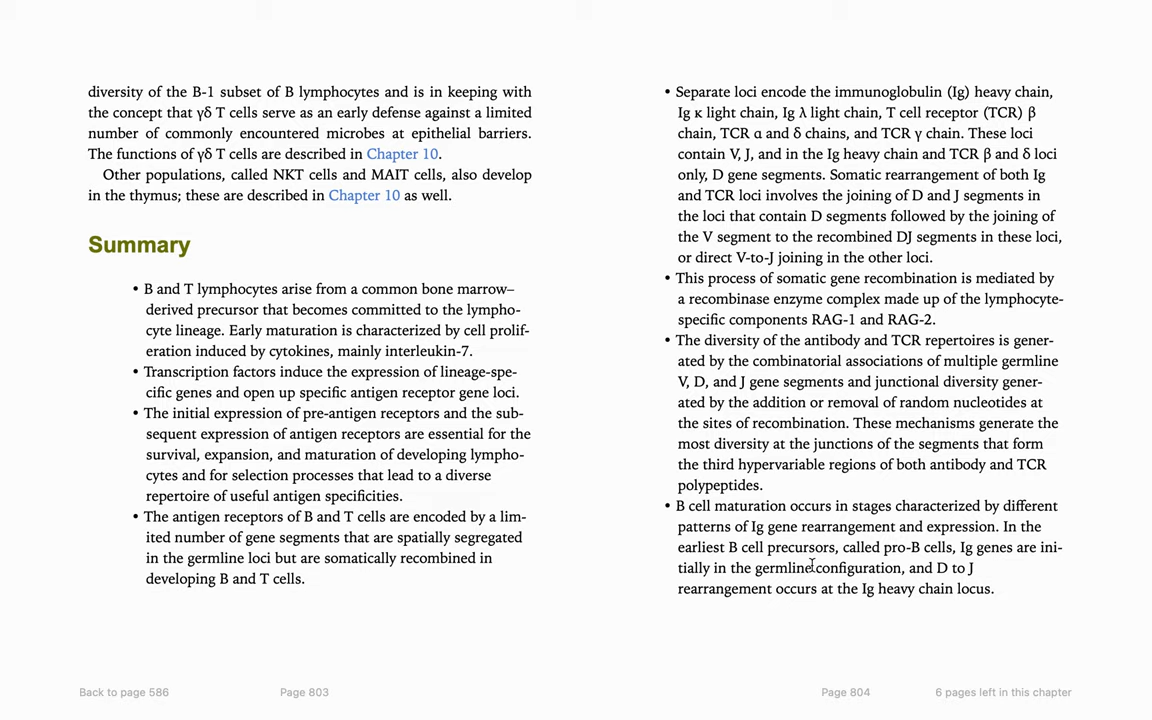 diversity of the B-1 subset of B lymphocytes and is in keeping with
the concept that γδ T cells serve as an early defense against a limited
number of commonly encountered microbes at epithelial barriers.
The functions of γδ T cells are described in Chapter 10.
Other populations, called NKT cells and MAIT cells, also develop
in the thymus; these are described in Chapter 10 as well.
Summary
• B and T lymphocytes arise from a common bone marrow–
derived precursor that becomes committed to the lympho-
cyte lineage. Early maturation is characterized by cell prolif-
eration induced by cytokines, mainly interleukin-7.
• Transcription factors induce the expression of lineage-spe-
cific genes and open up specific antigen receptor gene loci.
• The initial expression of pre-antigen receptors and the sub-
sequent expression of antigen receptors are essential for the
survival, expansion, and maturation of developing lympho-
cytes and for selection processes that lead to a diverse
repertoire of useful antigen specificities.
• The antigen receptors of B and T cells are encoded by a lim-
ited number of gene segments that are spatially segregated
in the germline loci but are somatically recombined in
developing B and T cells.
• Separate loci encode the immunoglobulin (Ig) heavy chain,
Ig κ light chain, Ig λ light chain, T cell receptor (TCR) β
chain, TCR α and δ chains, and TCR γ chain. These loci
contain V, J, and in the Ig heavy chain and TCR β and δ loci
only, D gene segments. Somatic rearrangement of both Ig
and TCR loci involves the joining of D and J segments in
the loci that contain D segments followed by the joining of
the V segment to the recombined DJ segments in these loci,
or direct V-to-J joining in the other loci.
• This process of somatic gene recombination is mediated by
a recombinase enzyme complex made up of the lymphocyte-
specific components RAG-1 and RAG-2.
• The diversity of the antibody and TCR repertoires is gener-
ated by the combinatorial associations of multiple germline
V, D, and J gene segments and junctional diversity gener-
ated by the addition or removal of random nucleotides at
the sites of recombination. These mechanisms generate the
most diversity at the junctions of the segments that form
the third hypervariable regions of both antibody and TCR
polypeptides.
• B cell maturation occurs in stages characterized by different
patterns of Ig gene rearrangement and expression. In the
earliest B cell precursors, called pro-B cells, Ig genes are ini-
tially in the germline configuration, and D to J
rearrangement occurs at the Ig heavy chain locus.
Back to page 586
Page 803
Page 804
6 pages left in this chapter